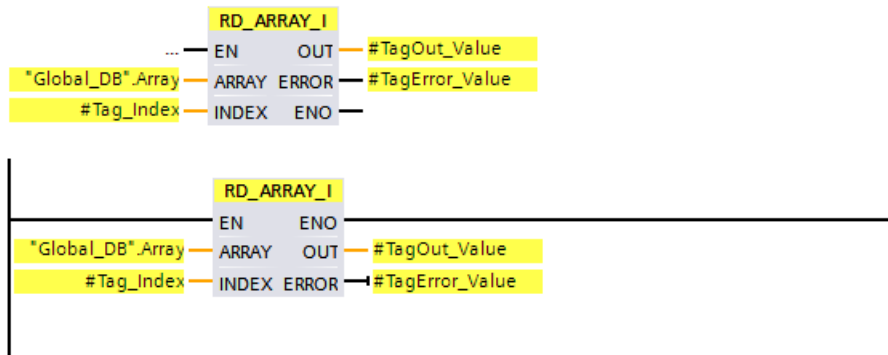 RD_ARRAY_I
... EN OUT #TagOut_Value
"Global_DB".Array ARRAY ERROR #TagError_Value
#Tag_Index INDEX ENO
RD_ARRAY_I
EN ENO
"Global_DB".Array ARRAY OUT #TagOut_Value
#Tag_Index INDEX ERROR #TagError_Value